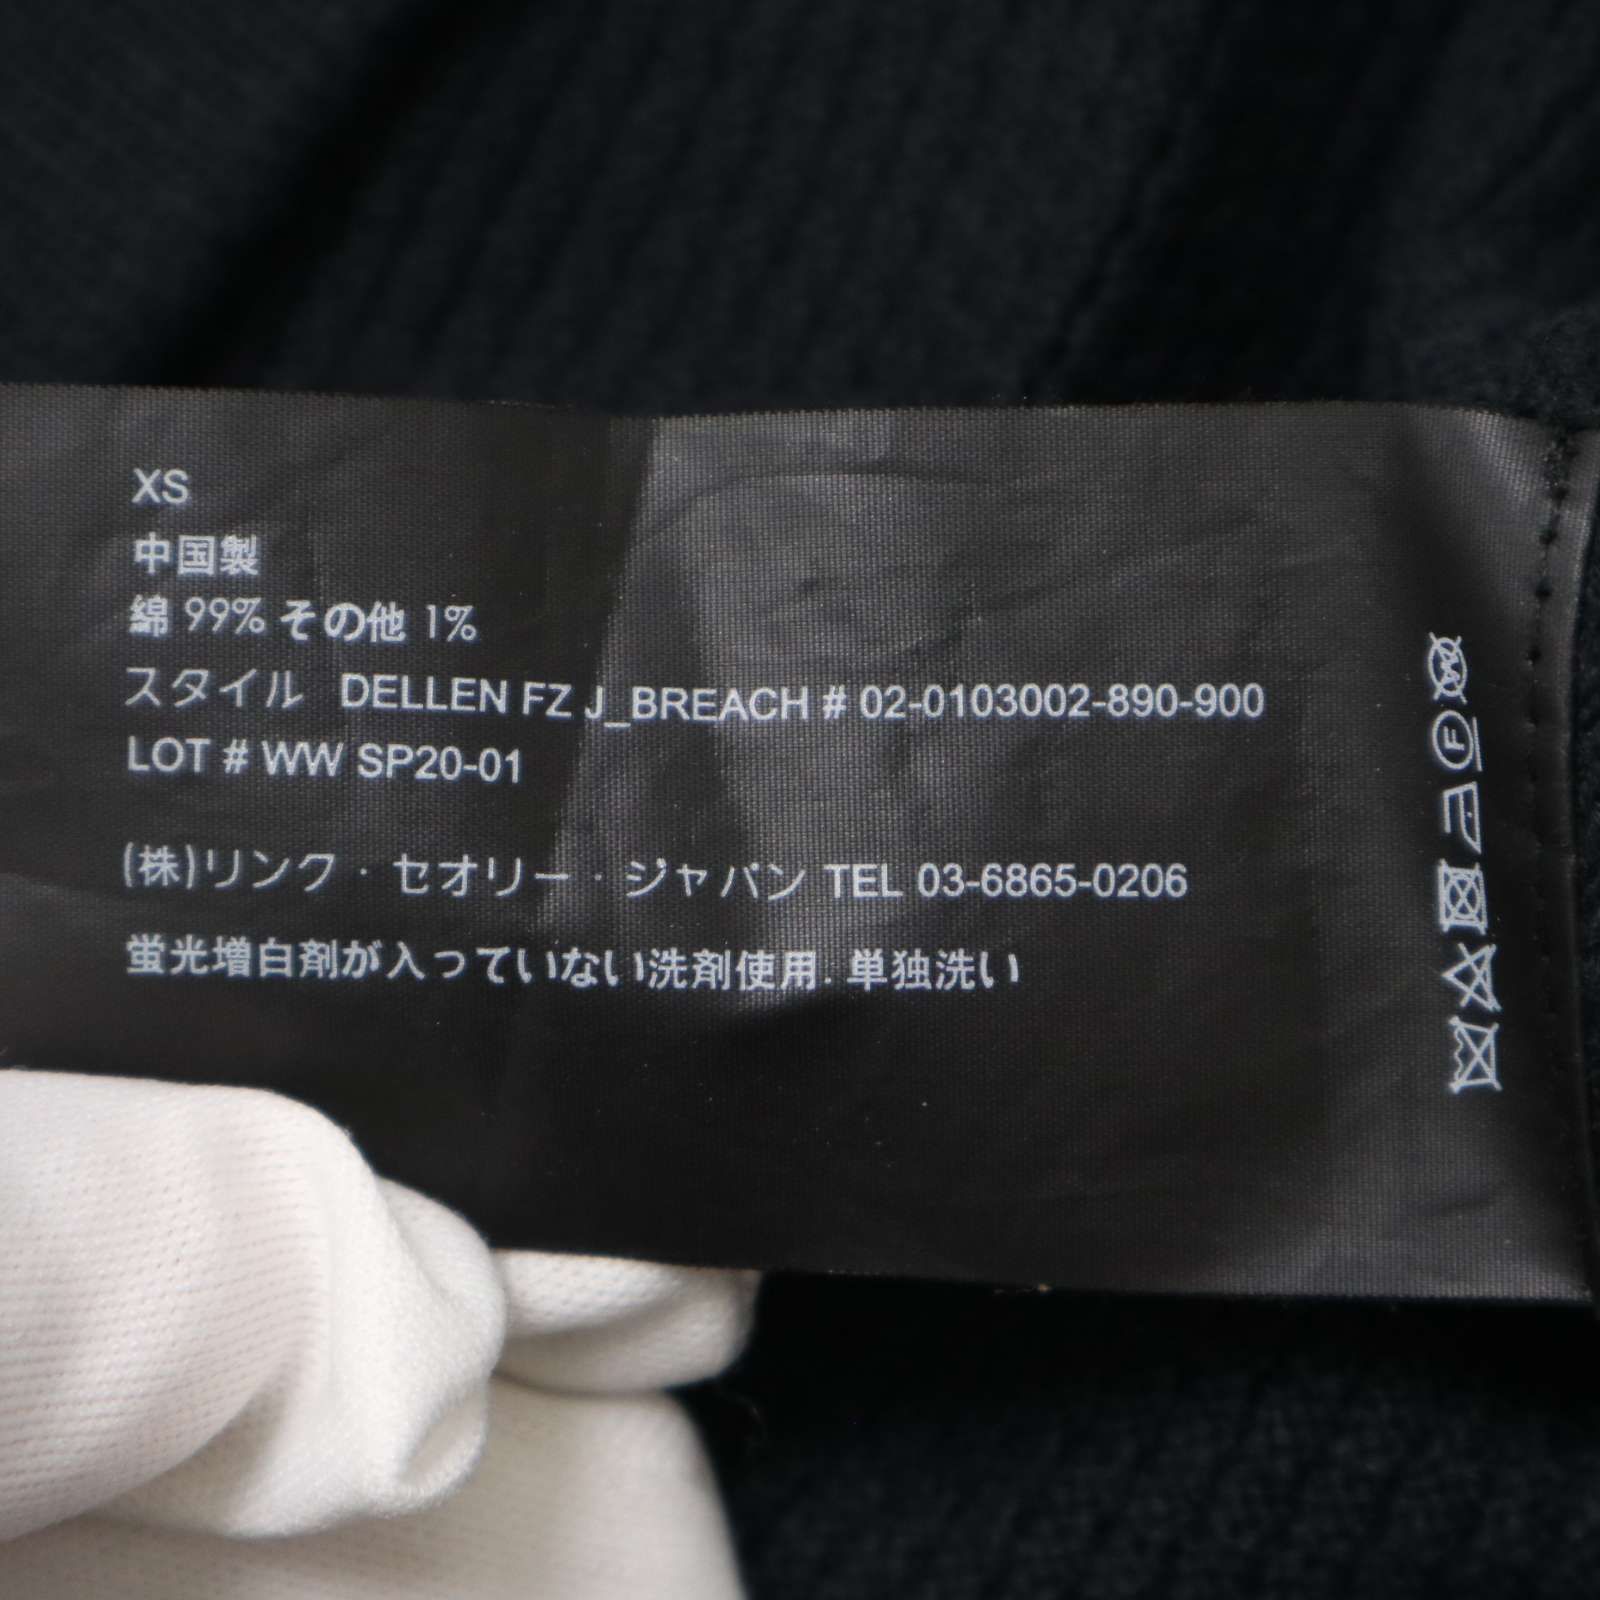 XS
中国製
綿 99% その他 1%
スタイル DELLEN FZ J_BREACH # 02-0103002-890-900
LOT # WW SP20-01
(株)リンク・セオリー・ジャパン TEL 03-6865-0206
蛍光増白剤が入っていない洗剤使用. 単独洗い
W
F